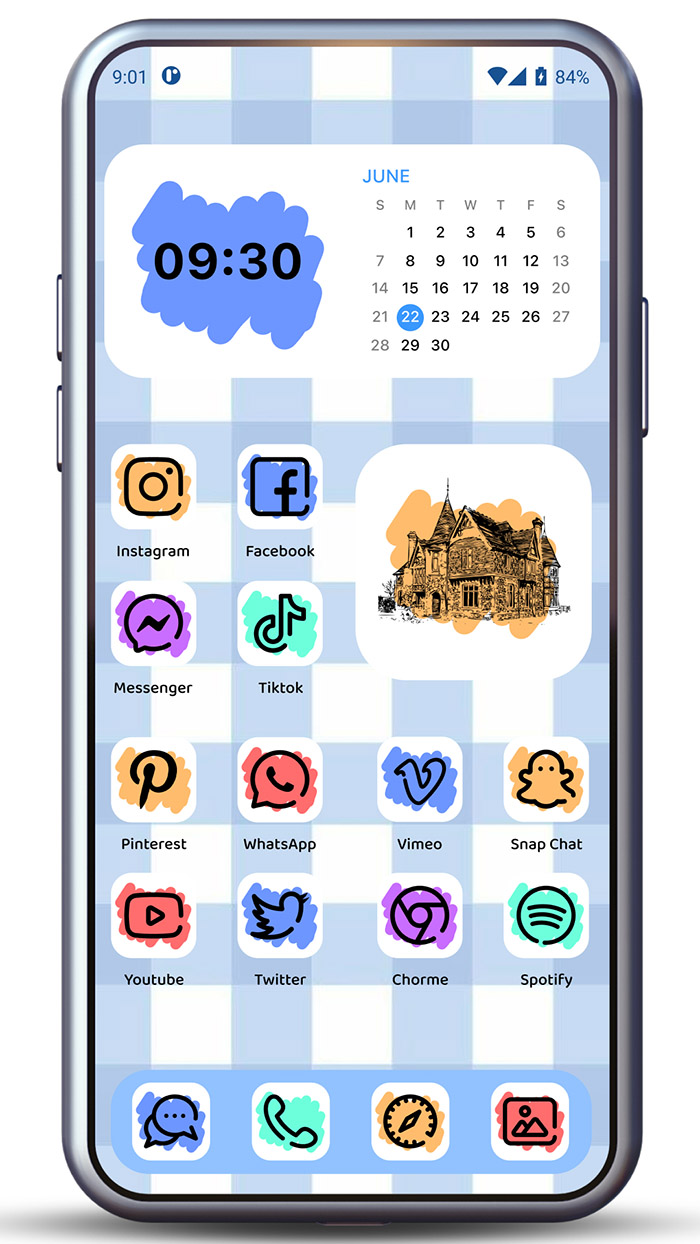 9:01 84%
JUNE
S M T W T F S
1 2 3 4 5 6
09:30
7 8 9 10 11 12 13
14 15 16 17 18 19 20
21 22 23 24 25 26 27
28 29 30
Instagram Facebook
Messenger Tiktok
Pinterest WhatsApp Vimeo Snap Chat
Youtube Twitter Chorme Spotify